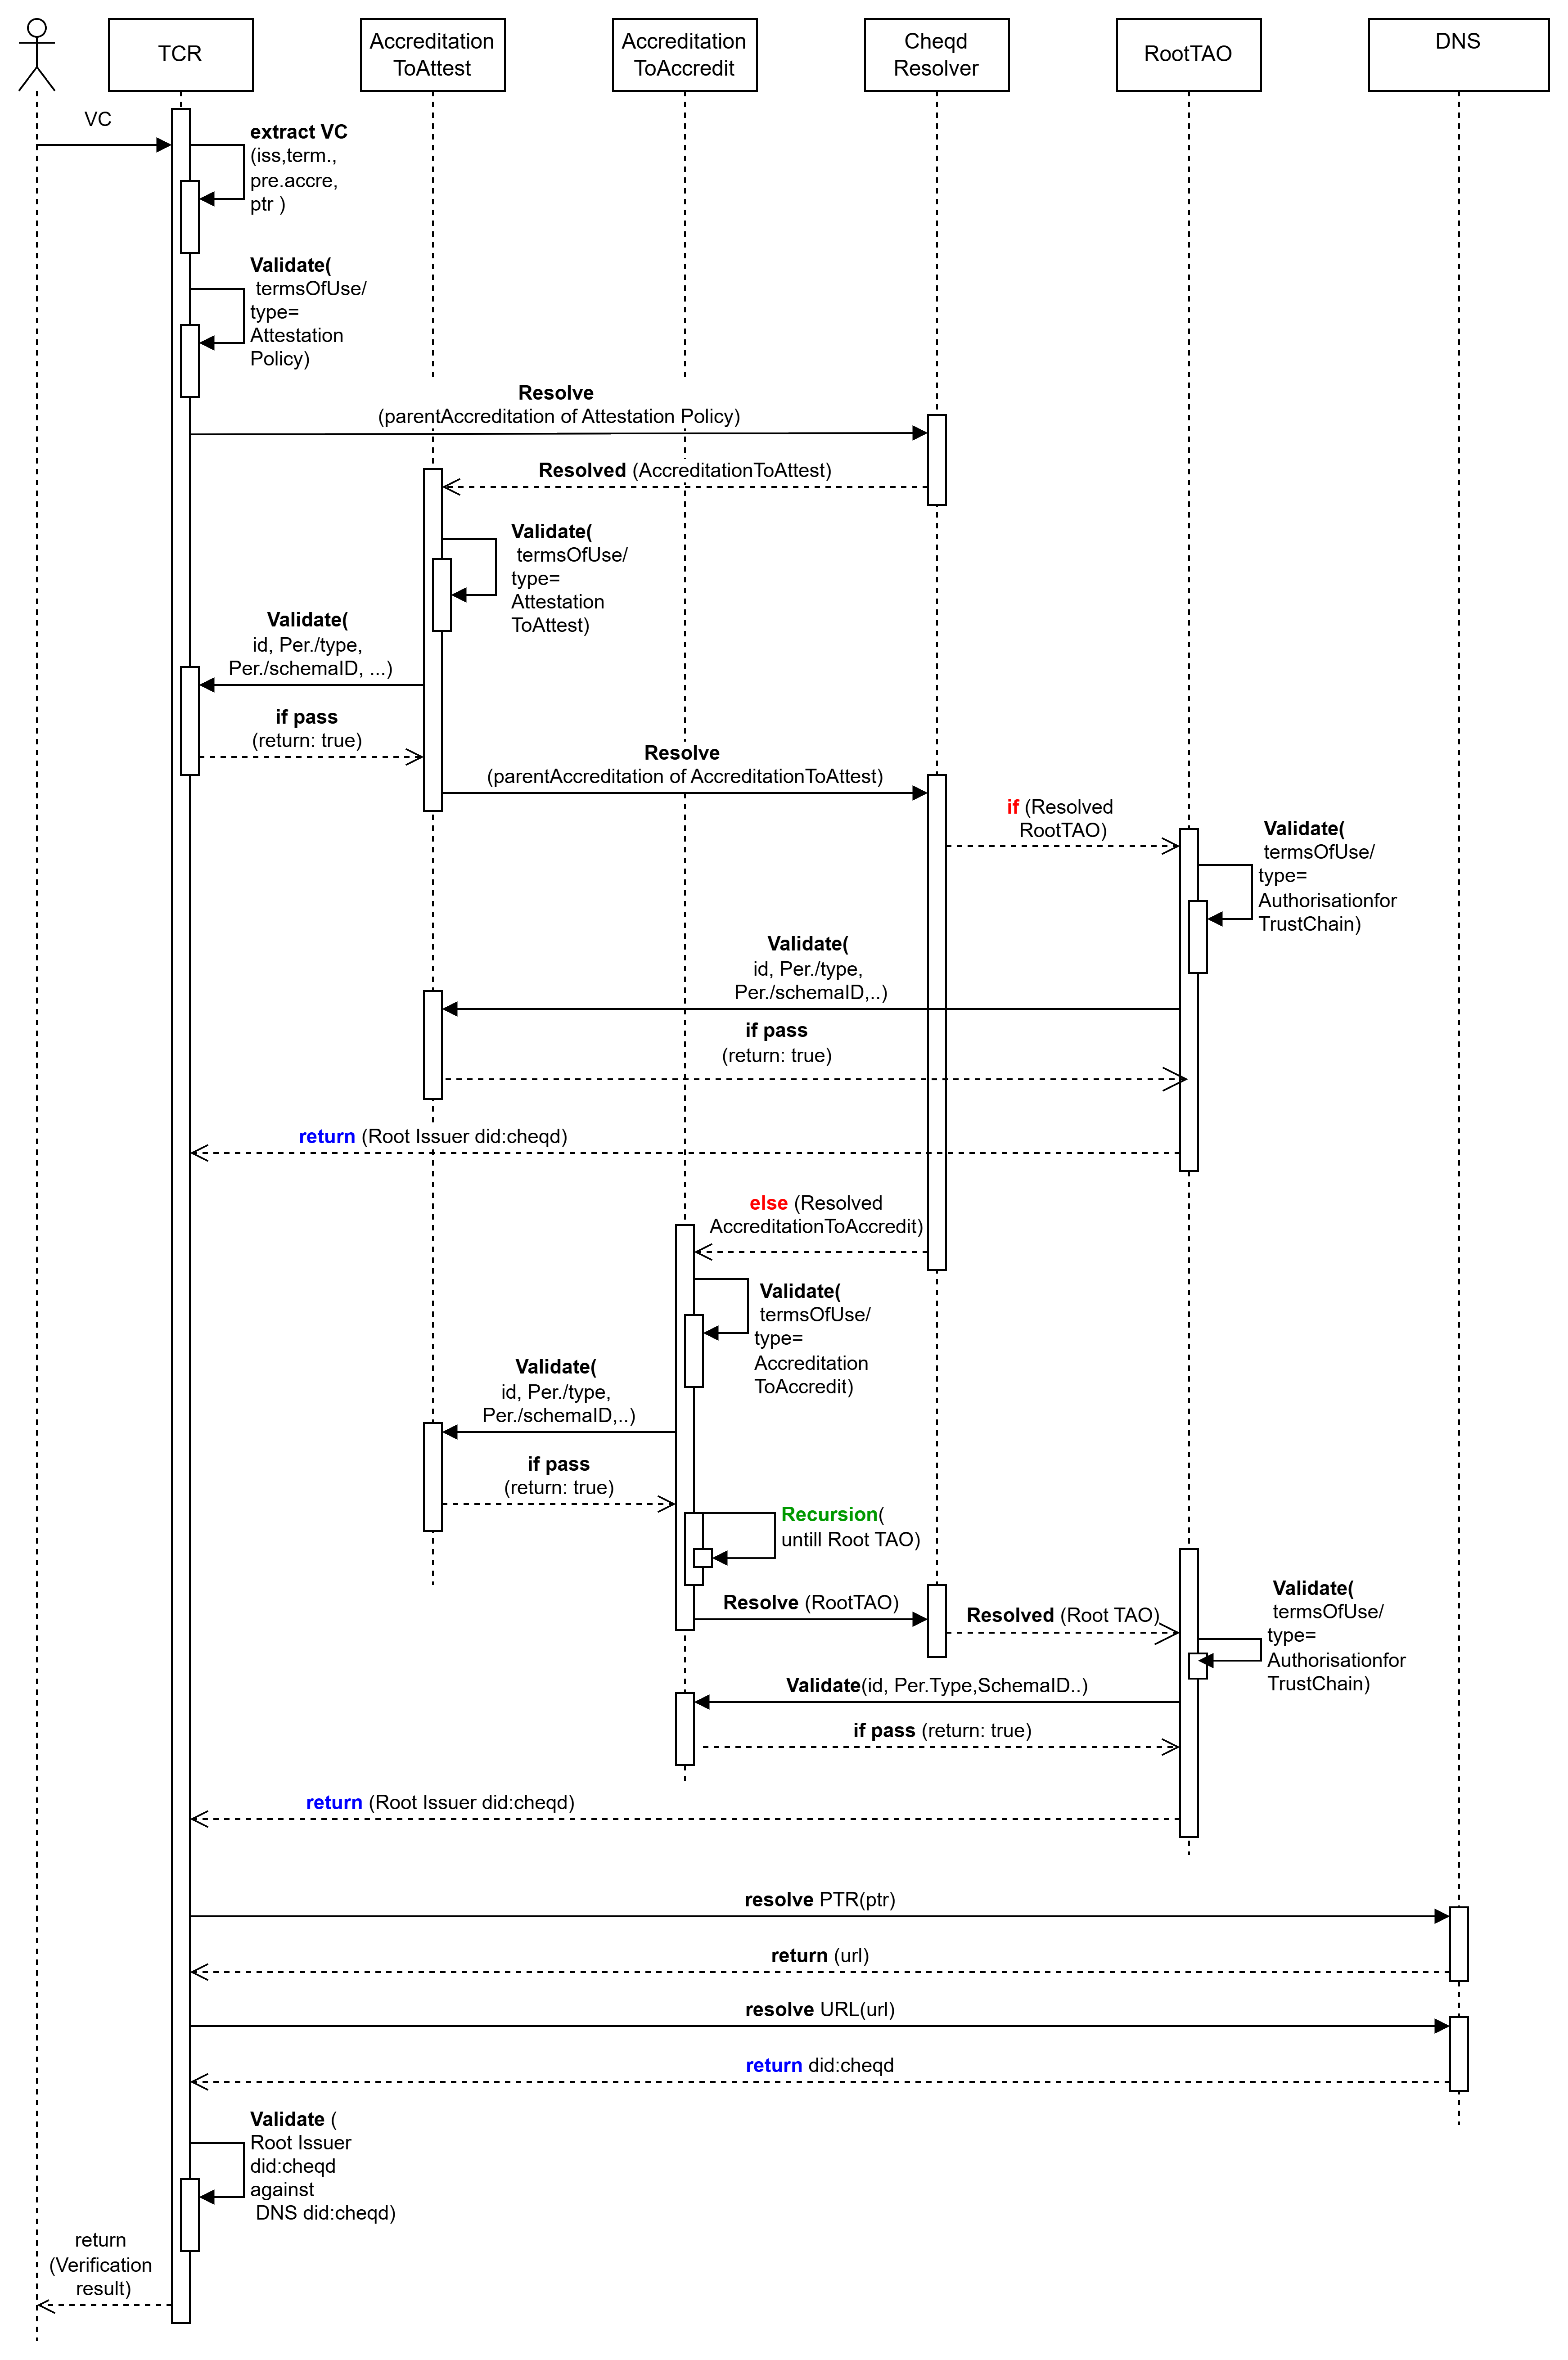 TCR
Accreditation
ToAttest
Accreditation
ToAccredit
Cheqd
Resolver
RootTAO
DNS
VC
extract VC
(iss,term.,
pre.accre,
ptr )
Validate(
termsOfUse/
type=
Attestation
Policy)
Resolve
(parentAccreditation of Attestation Policy)
Resolved (AccreditationToAttest)
Validate(
termsOfUse/
type=
Attestation
ToAttest)
Validate(
id, Per./type,
Per./schemaID, ...)
if pass
(return: true)
Resolve
(parentAccreditation of AccreditationToAttest)
if (Resolved
RootTAO)
Validate(
termsOfUse/
type=
Authorisationfor
TrustChain)
Validate(
id, Per./type,
Per./schemaID,..)
if pass
(return: true)
return (Root Issuer did:cheqd)
else (Resolved
AccreditationToAccredit)
Validate(
termsOfUse/
type=
Accreditation
ToAccredit)
Validate(
id, Per./type,
Per./schemaID,..)
if pass
(return: true)
Recursion(
untill Root TAO)
Resolve (RootTAO)
Resolved (Root TAO)
Validate(
termsOfUse/
type=
Authorisationfor
TrustChain)
Validate(id, Per.Type,SchemaID..)
if pass (return: true)
return (Root Issuer did:cheqd)
resolve PTR(ptr)
return (url)
resolve URL(url)
return did:cheqd
Validate (
Root Issuer
did:cheqd
against
DNS did:cheqd)
return
(Verification
result)